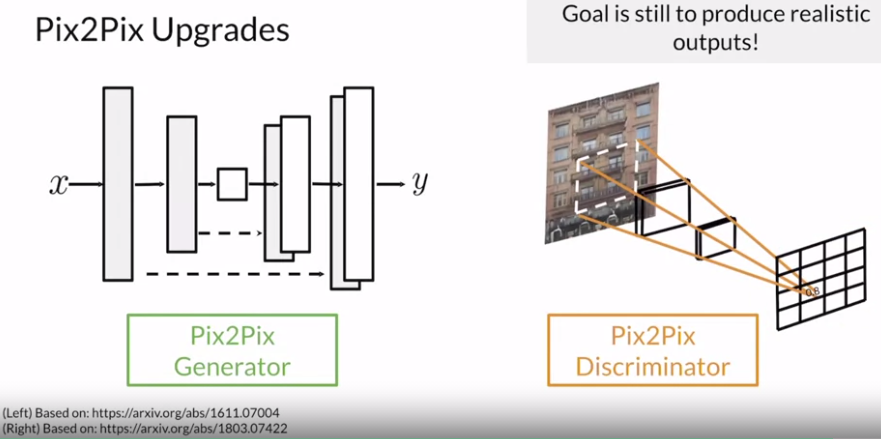 Pix2Pix Upgrades
Goal is still to produce realistic
outputs!
x
y
0.8
Pix2Pix
Generator
Pix2Pix
Discriminator
(Left) Based on: https://arxiv.org/abs/1611.07004
(Right) Based on: https://arxiv.org/abs/1803.07422